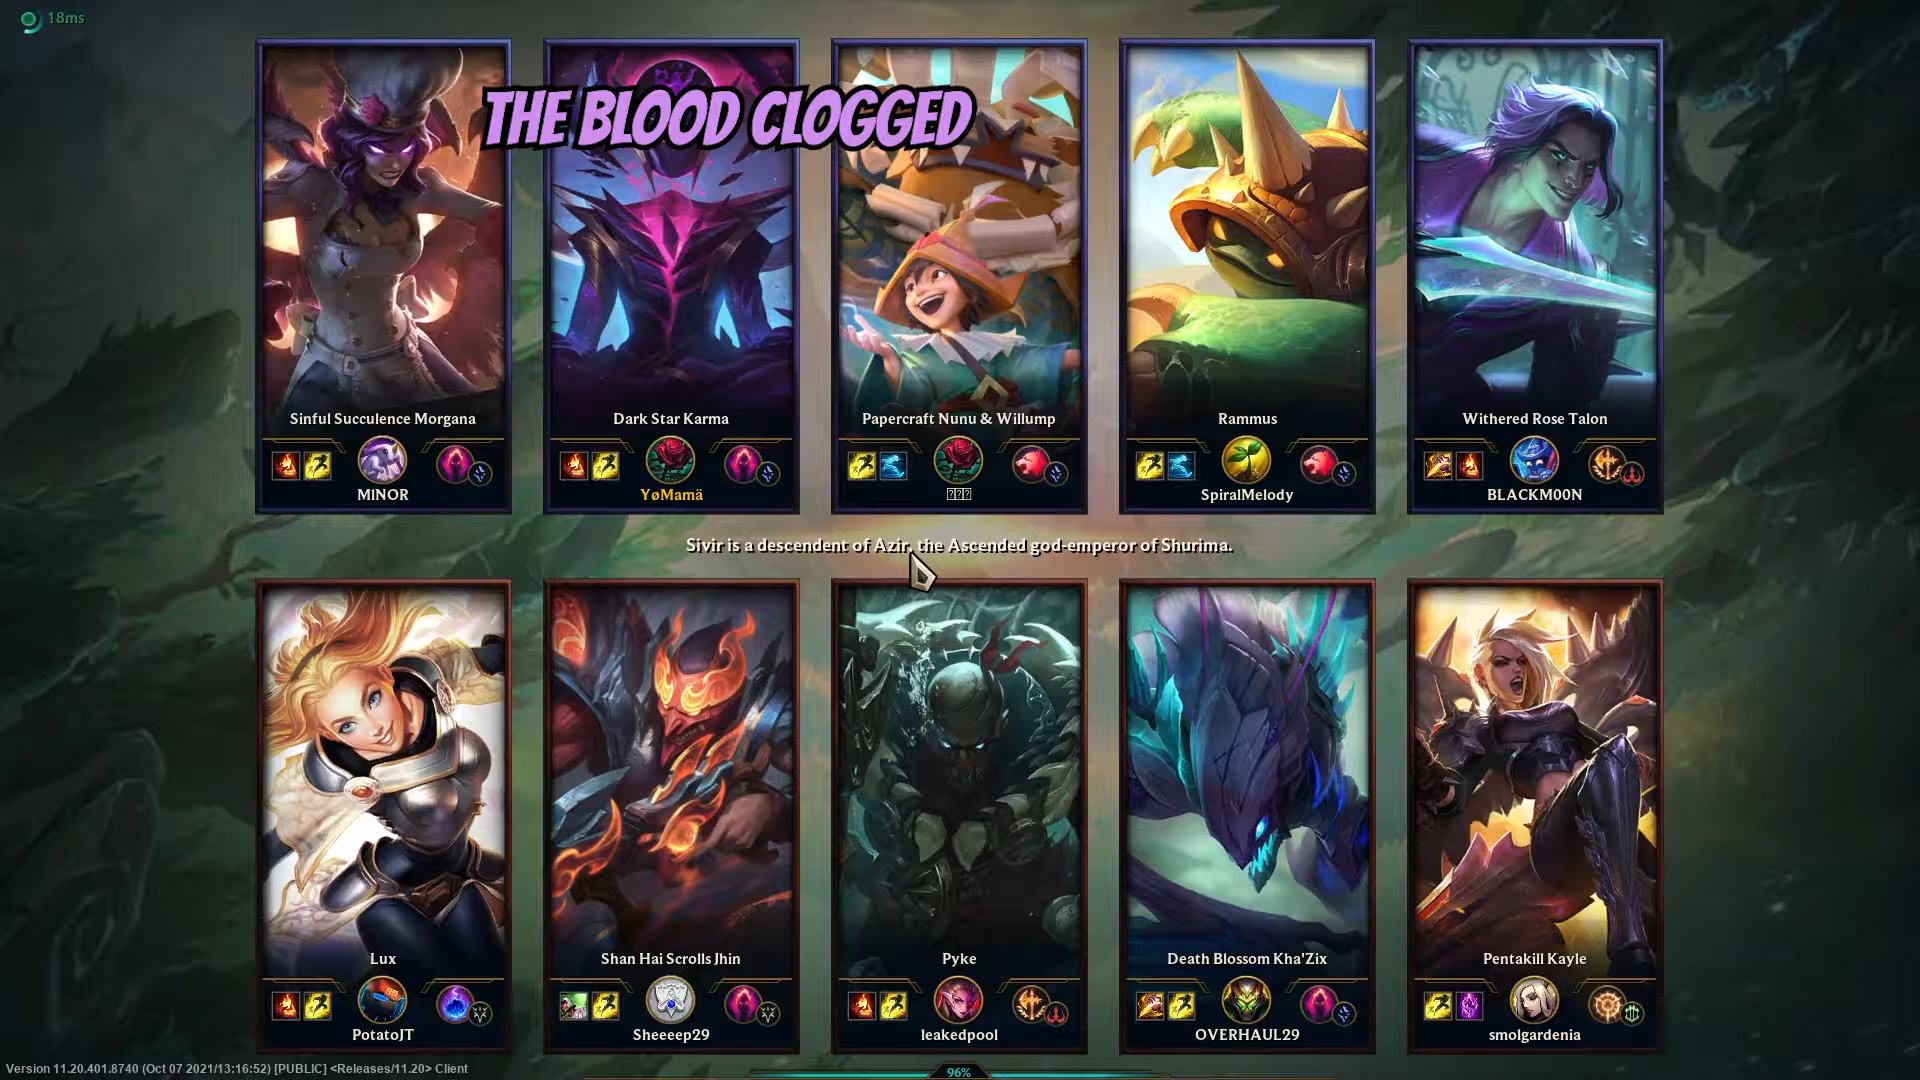 18ms
THE BLOOD CLOGGED
Sinful Succulence Morgana
Dark Star Karma
Papercraft Nunu & Willump
Rammus
Withered Rose Talon
M1NOR
YøMamä
SpiralMelody
BLACKM00N
Sivir is a descendent of Azir, the Ascended god-emperor of Shurima.
Lux
Shan Hai Scrolls Jhin
Pyke
Death Blossom Kha'Zix
Pentakill Kayle
PotatoJT
Sheeeep29
leakedpool
OVERHAUL29
smolgardenia
Version 11.20.401.8740 (Oct 07 2021/13:16:52) [PUBLIC] <Releases/11.20> Client
96%